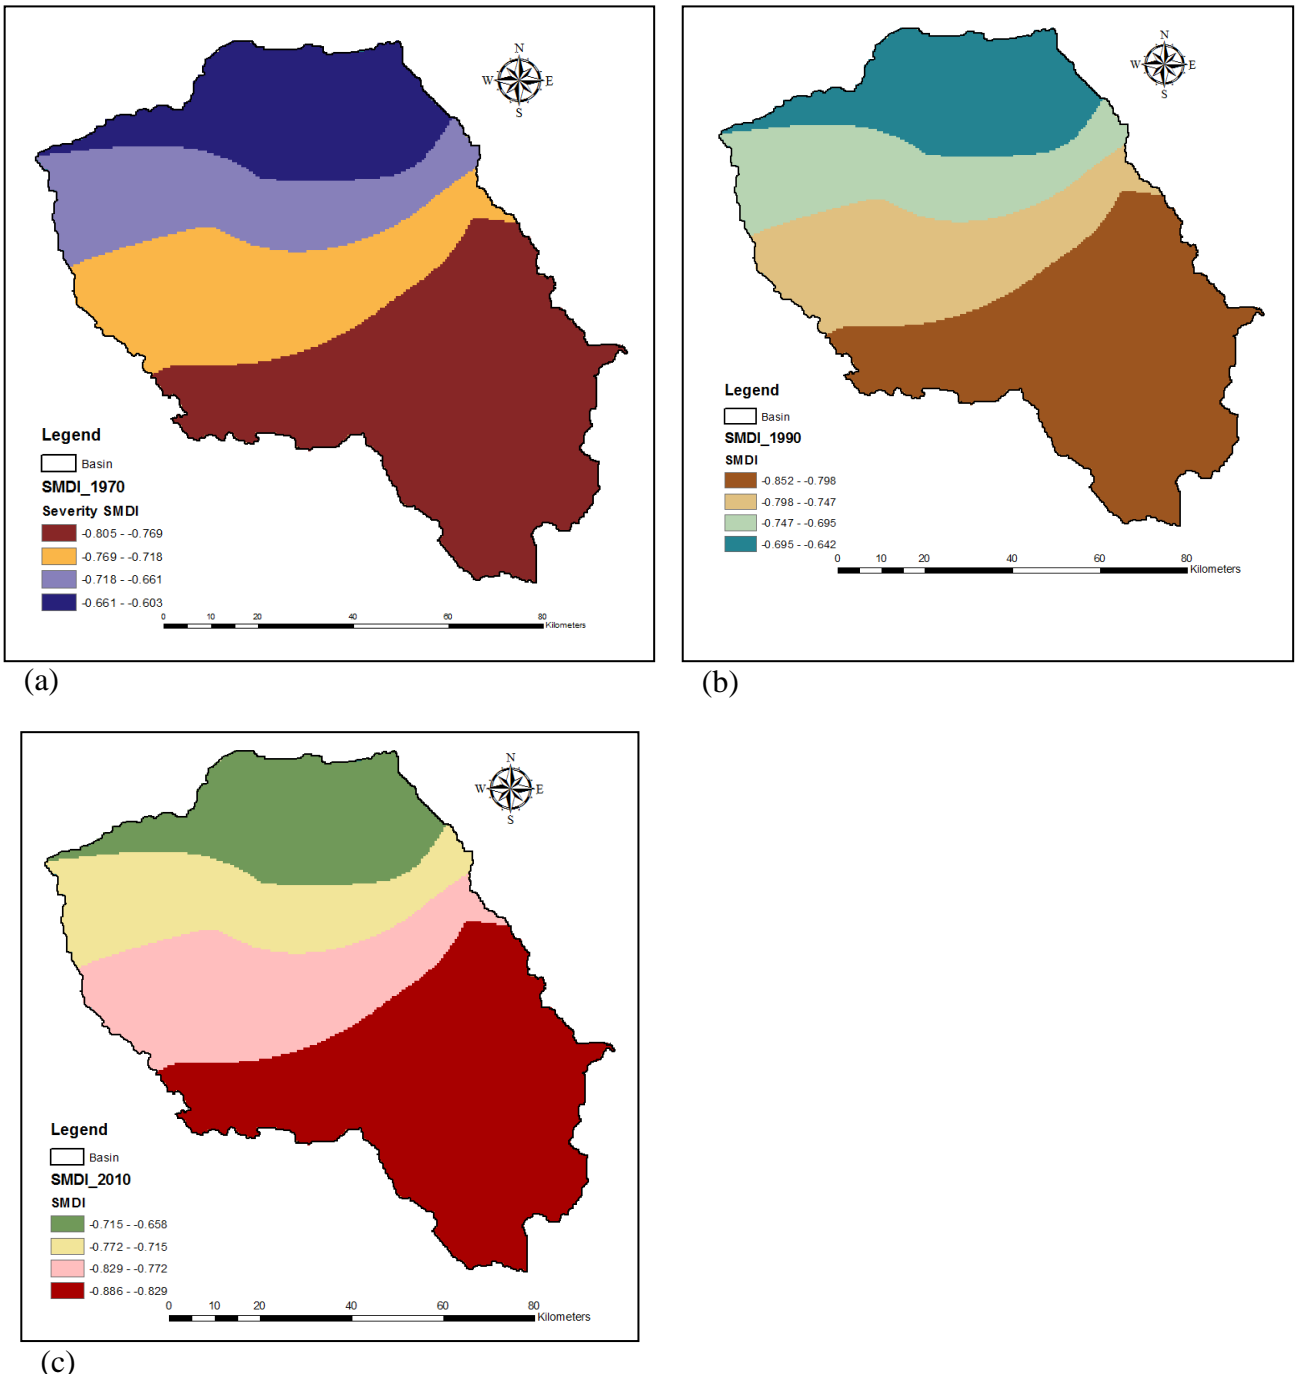 N
W E
S
Legend
Basin
SMDI_1970
Severity SMDI
-0.805 - -0.769
-0.769 - -0.718
-0.718 - -0.661
-0.661 - -0.603
0 10 20 40 60 80
Kilometers
(a)
N
W E
S
Legend
Basin
SMDI_1990
SMDI
-0.852 - -0.798
-0.798 - -0.747
-0.747 - -0.695
-0.695 - -0.642
0 10 20 40 60 80
Kilometers
(b)
N
W E
S
Legend
Basin
SMDI_2010
SMDI
-0.715 - -0.658
-0.772 - -0.715
-0.829 - -0.772
-0.886 - -0.829
0 10 20 40 60 80
Kilometers
(c)